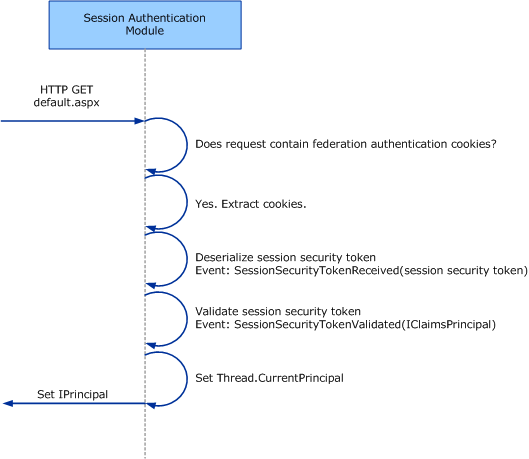 Session Authentication
Module
HTTP GET
default.aspx
Does request contain federation authentication cookies?
Yes. Extract cookies.
Deserialize session security token
Event: SessionSecurityTokenReceived(session security token)
Validate session security token
Event: SessionSecurityTokenValidated(IClaimsPrincipal)
Set Thread.CurrentPrincipal
Set IPrincipal